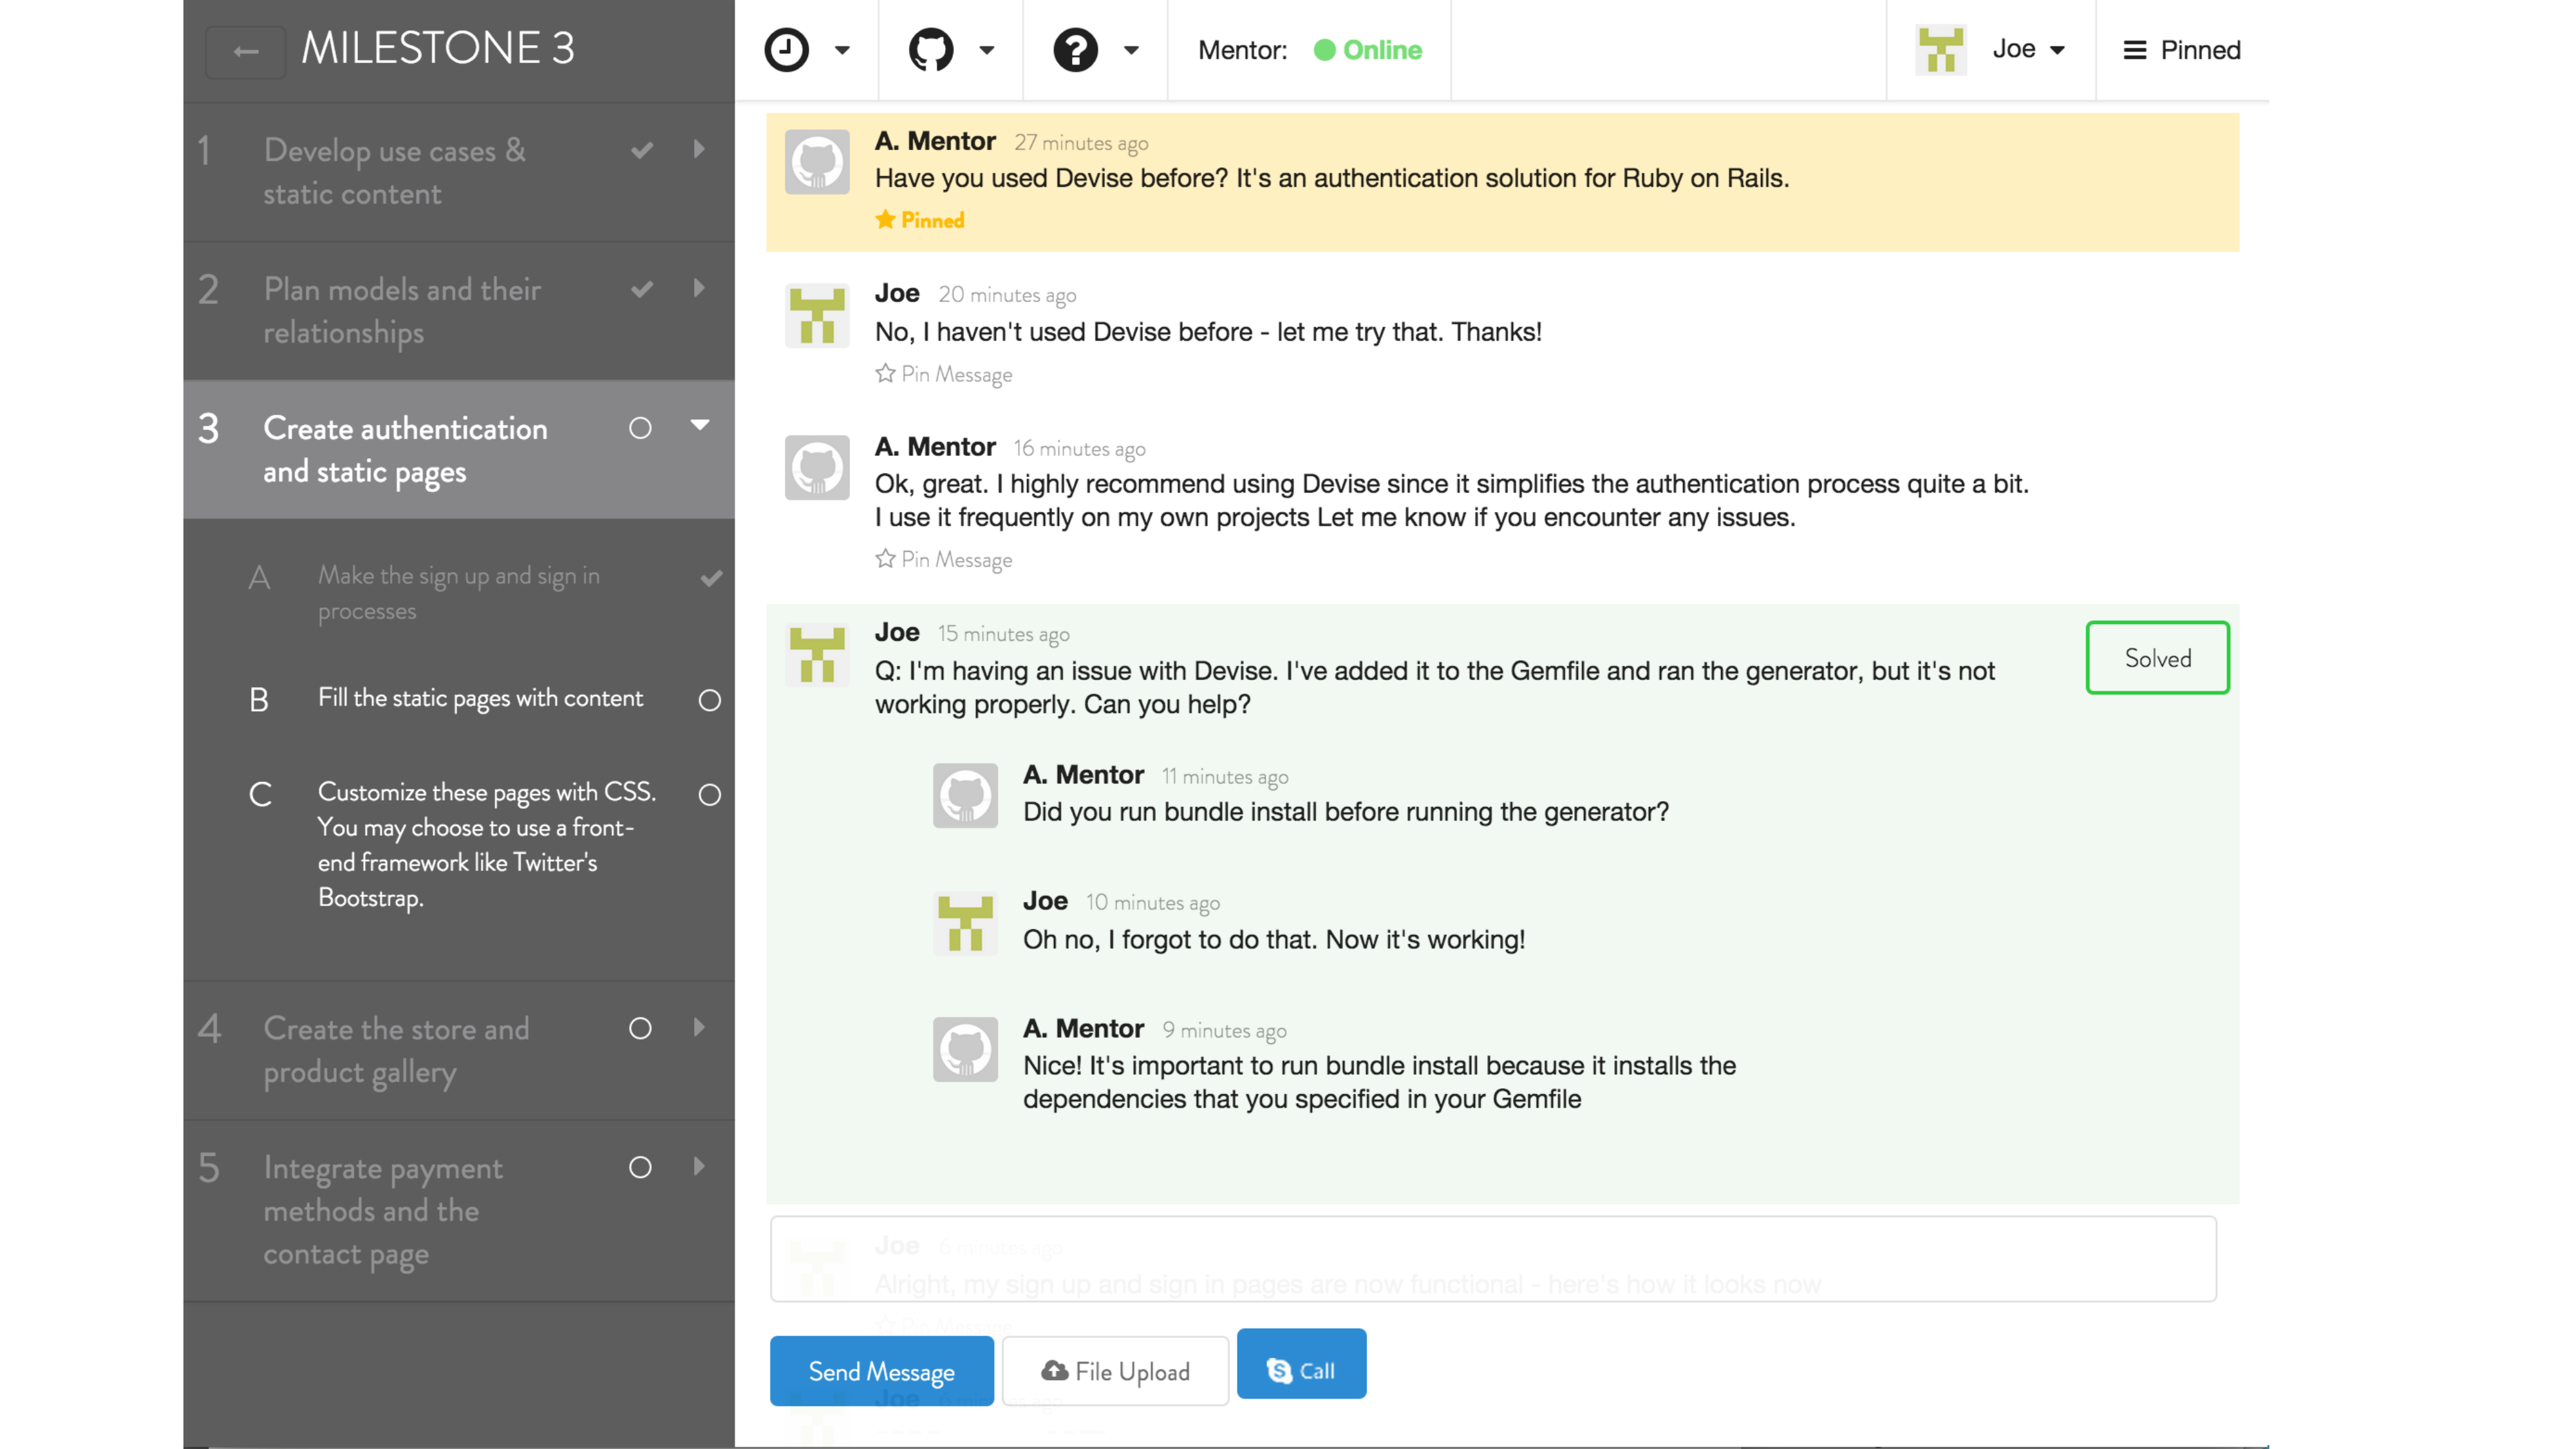 MILESTONE 3
1 Develop use cases &
static content
2 Plan models and their
relationships
3 Create authentication
and static pages
A Make the sign up and sign in
processes
B Fill the static pages with content
C Customize these pages with CSS.
You may choose to use a front-
end framework like Twitter's
Bootstrap.
4 Create the store and
product gallery
5 Integrate payment
methods and the
contact page
Mentor: Online
Joe
Pinned
A. Mentor 27 minutes ago
Have you used Devise before? It's an authentication solution for Ruby on Rails.
Pinned
Joe 20 minutes ago
No, I haven't used Devise before - let me try that. Thanks!
Pin Message
A. Mentor 16 minutes ago
Ok, great. I highly recommend using Devise since it simplifies the authentication process quite a bit.
I use it frequently on my own projects Let me know if you encounter any issues.
Pin Message
Joe 15 minutes ago
Q: I'm having an issue with Devise. I've added it to the Gemfile and ran the generator, but it's not
working properly. Can you help?
Solved
A. Mentor 11 minutes ago
Did you run bundle install before running the generator?
Joe 10 minutes ago
Oh no, I forgot to do that. Now it's working!
A. Mentor 9 minutes ago
Nice! It's important to run bundle install because it installs the
dependencies that you specified in your Gemfile
Joe 6 minutes ago
Alright, my sign up and sign in pages are now functional - here's how it looks now
Pin Message
Send Message
File Upload
Call
Joe